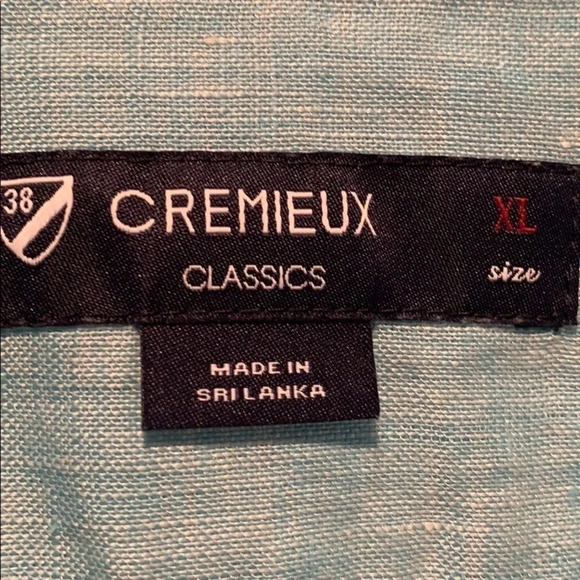 38
CREMIEUX
CLASSICS
XL
size
MADE IN
SRI LANKA